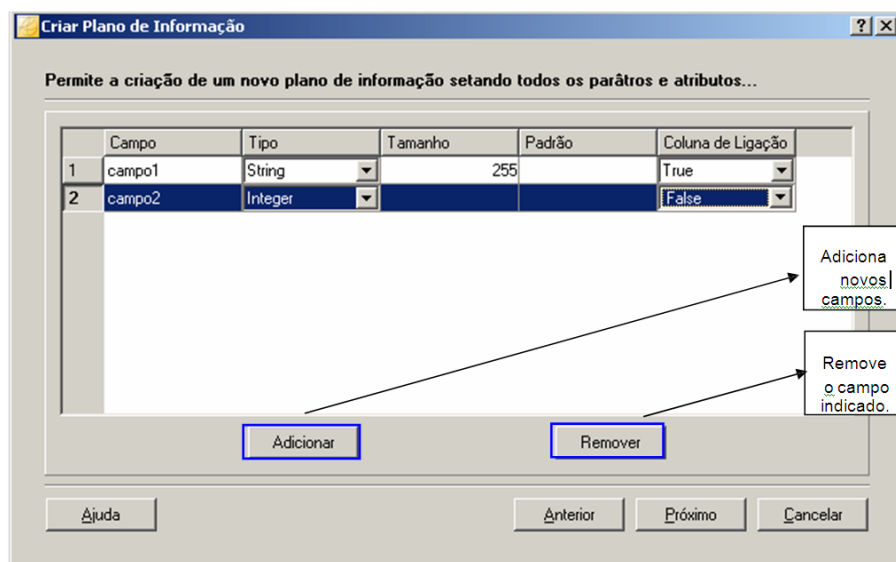 Criar Plano de Informação
Permite a criação de um novo plano de informação setando todos os parâtros e atributos...
Campo Tipo Tamanho Padrão Coluna de Ligação
1 campo1 String 255 True
2 campo2 Integer False
Adiciona
novos
campos.
Remove
o campo
indicado.
Adicionar Remover
Ajuda Anterior Próximo Cancelar